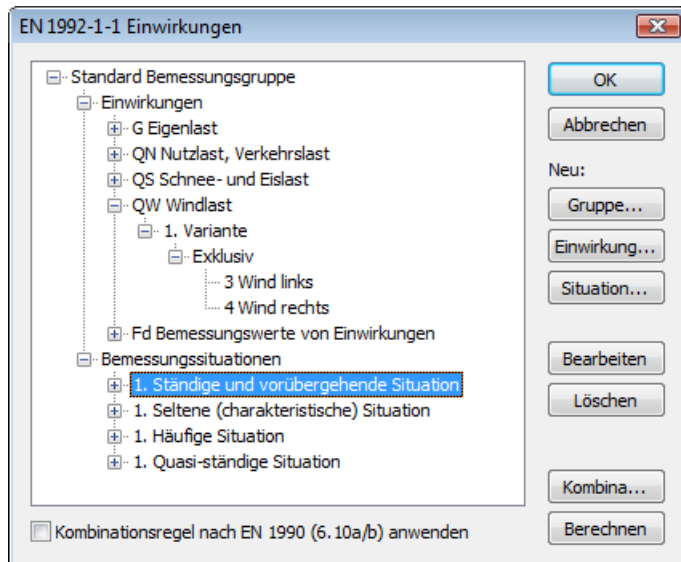 EN 1992-1-1 Einwirkungen
Standard Bemessungsgruppe
Einwirkungen
G Eigenlast
QN Nutzlast, Verkehrslast
QS Schnee- und Eislast
QW Windlast
1. Variante
Exklusiv
3 Wind links
4 Wind rechts
Fd Bemessungswerte von Einwirkungen
Bemessungssituationen
1. Ständige und vorübergehende Situation
1. Seltene (charakteristische) Situation
1. Häufige Situation
1. Quasi-ständige Situation
Kombinationsregel nach EN 1990 (6.10a/b) anwenden
OK
Abbrechen
Neu:
Gruppe...
Einwirkung...
Situation...
Bearbeiten
Löschen
Kombina...
Berechnen